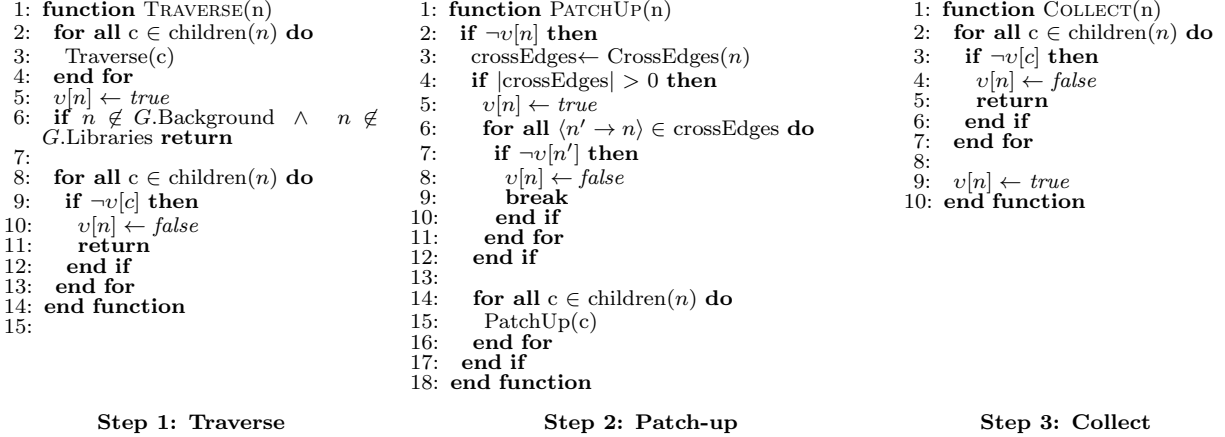 1: function TRAVERSE(n)
2: for all c ∈ children(n) do
3: Traverse(c)
4: end for
5: υ[n] ← true
6: if n ∉ G.Background ∧ n ∉
G.Libraries return
7:
8: for all c ∈ children(n) do
9: if ¬υ[c] then
10: υ[n] ← false
11: return
12: end if
13: end for
14: end function
15:
Step 1: Traverse
1: function PATCHUP(n)
2: if ¬υ[n] then
3: crossEdges← CrossEdges(n)
4: if |crossEdges| > 0 then
5: υ[n] ← true
6: for all ⟨n′ → n⟩ ∈ crossEdges do
7: if ¬υ[n′] then
8: υ[n] ← false
9: break
10: end if
11: end for
12: end if
13:
14: for all c ∈ children(n) do
15: PatchUp(c)
16: end for
17: end if
18: end function
Step 2: Patch-up
1: function COLLECT(n)
2: for all c ∈ children(n) do
3: if ¬υ[c] then
4: υ[n] ← false
5: return
6: end if
7: end for
8:
9: υ[n] ← true
10: end function
Step 3: Collect